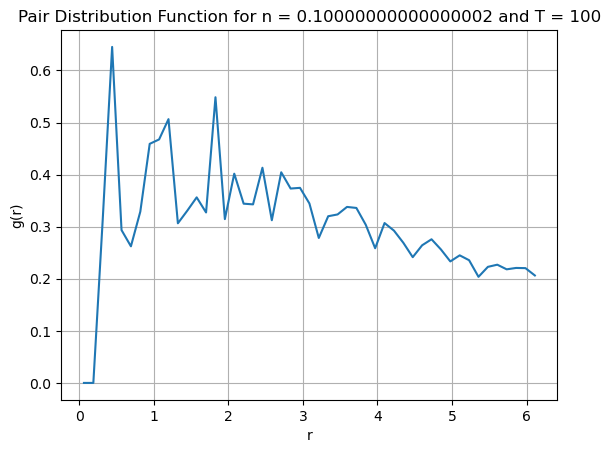 Pair Distribution Function for n = 0.10000000000000002 and T = 100
0.6
0.5
0.4
g(r)
0.3
0.2
0.1
0.0
0 1 2 3 4 5 6
r